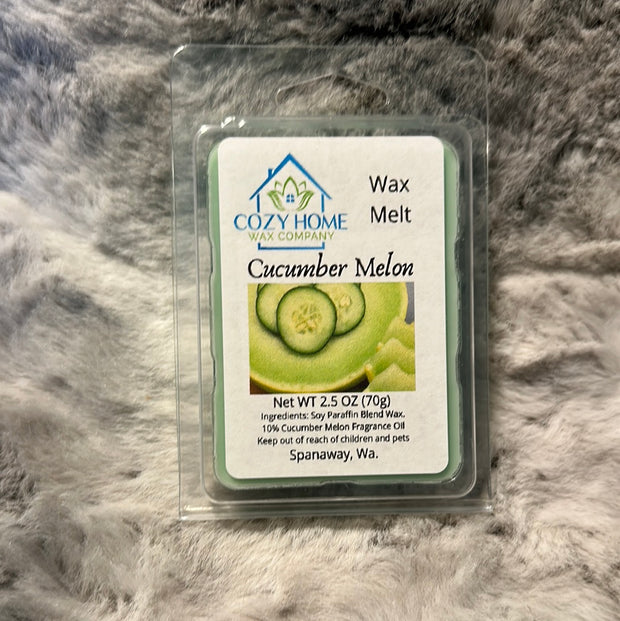 COZY HOME
WAX COMPANY
Wax
Melt
Cucumber Melon
Net WT 2.5 OZ (70g)
Ingredients: Soy Paraffin Blend Wax.
10% Cucumber Melon Fragrance Oil
Keep out of reach of children and pets
Spanaway, Wa.